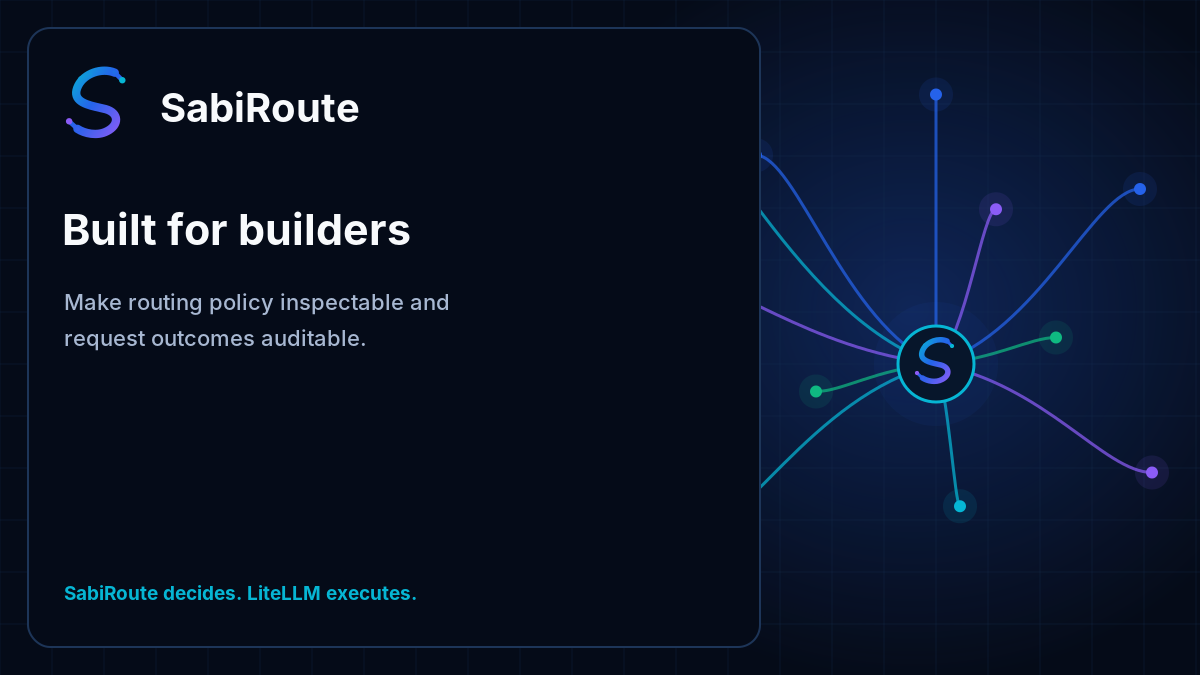 SabiRoute
Built for builders
Make routing policy inspectable and
request outcomes auditable.
SabiRoute decides. LiteLLM executes.